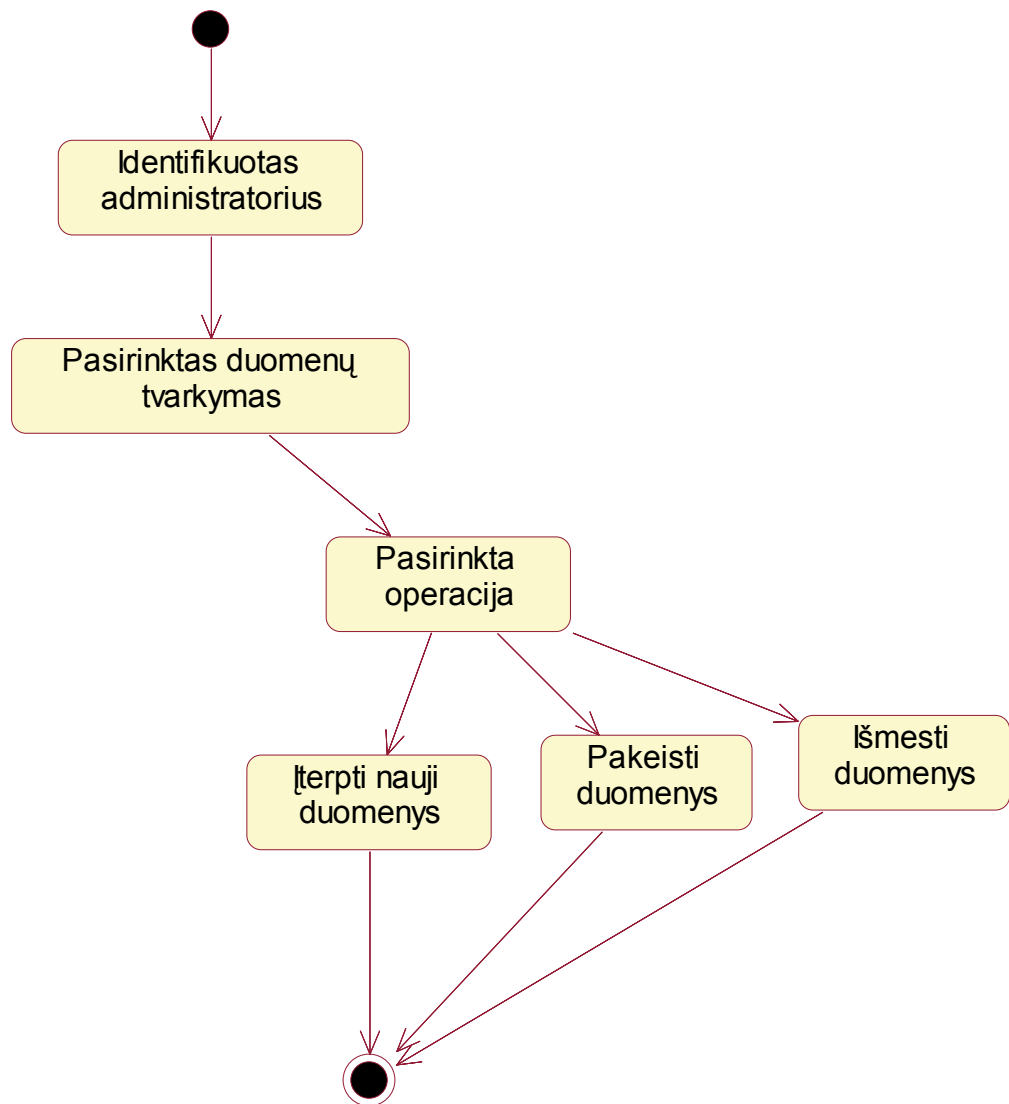 Identifikuotas
administratorius
Pasirinktas duomenų
tvarkymas
Pasirinkta
operacija
Įterpti nauji
duomenys
Pakeisti
duomenys
Išmesti
duomenys